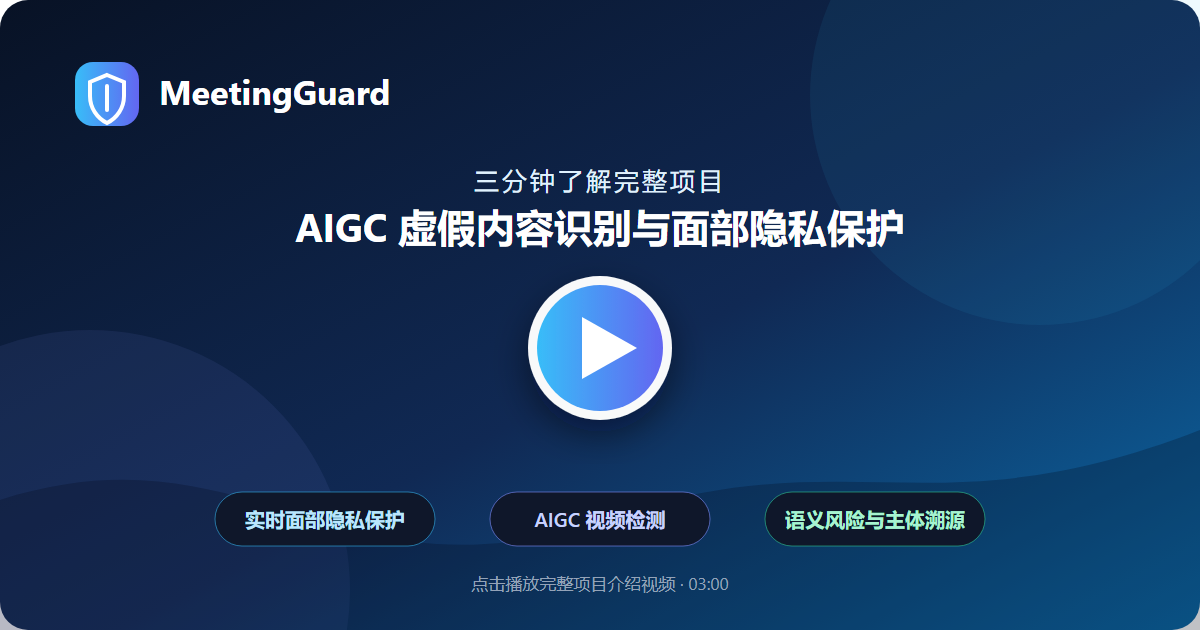 MeetingGuard
三分钟了解完整项目
AIGC 虚假内容识别与面部隐私保护
实时面部隐私保护
AIGC 视频检测
语义风险与主体溯源
点击播放完整项目介绍视频 · 03:00